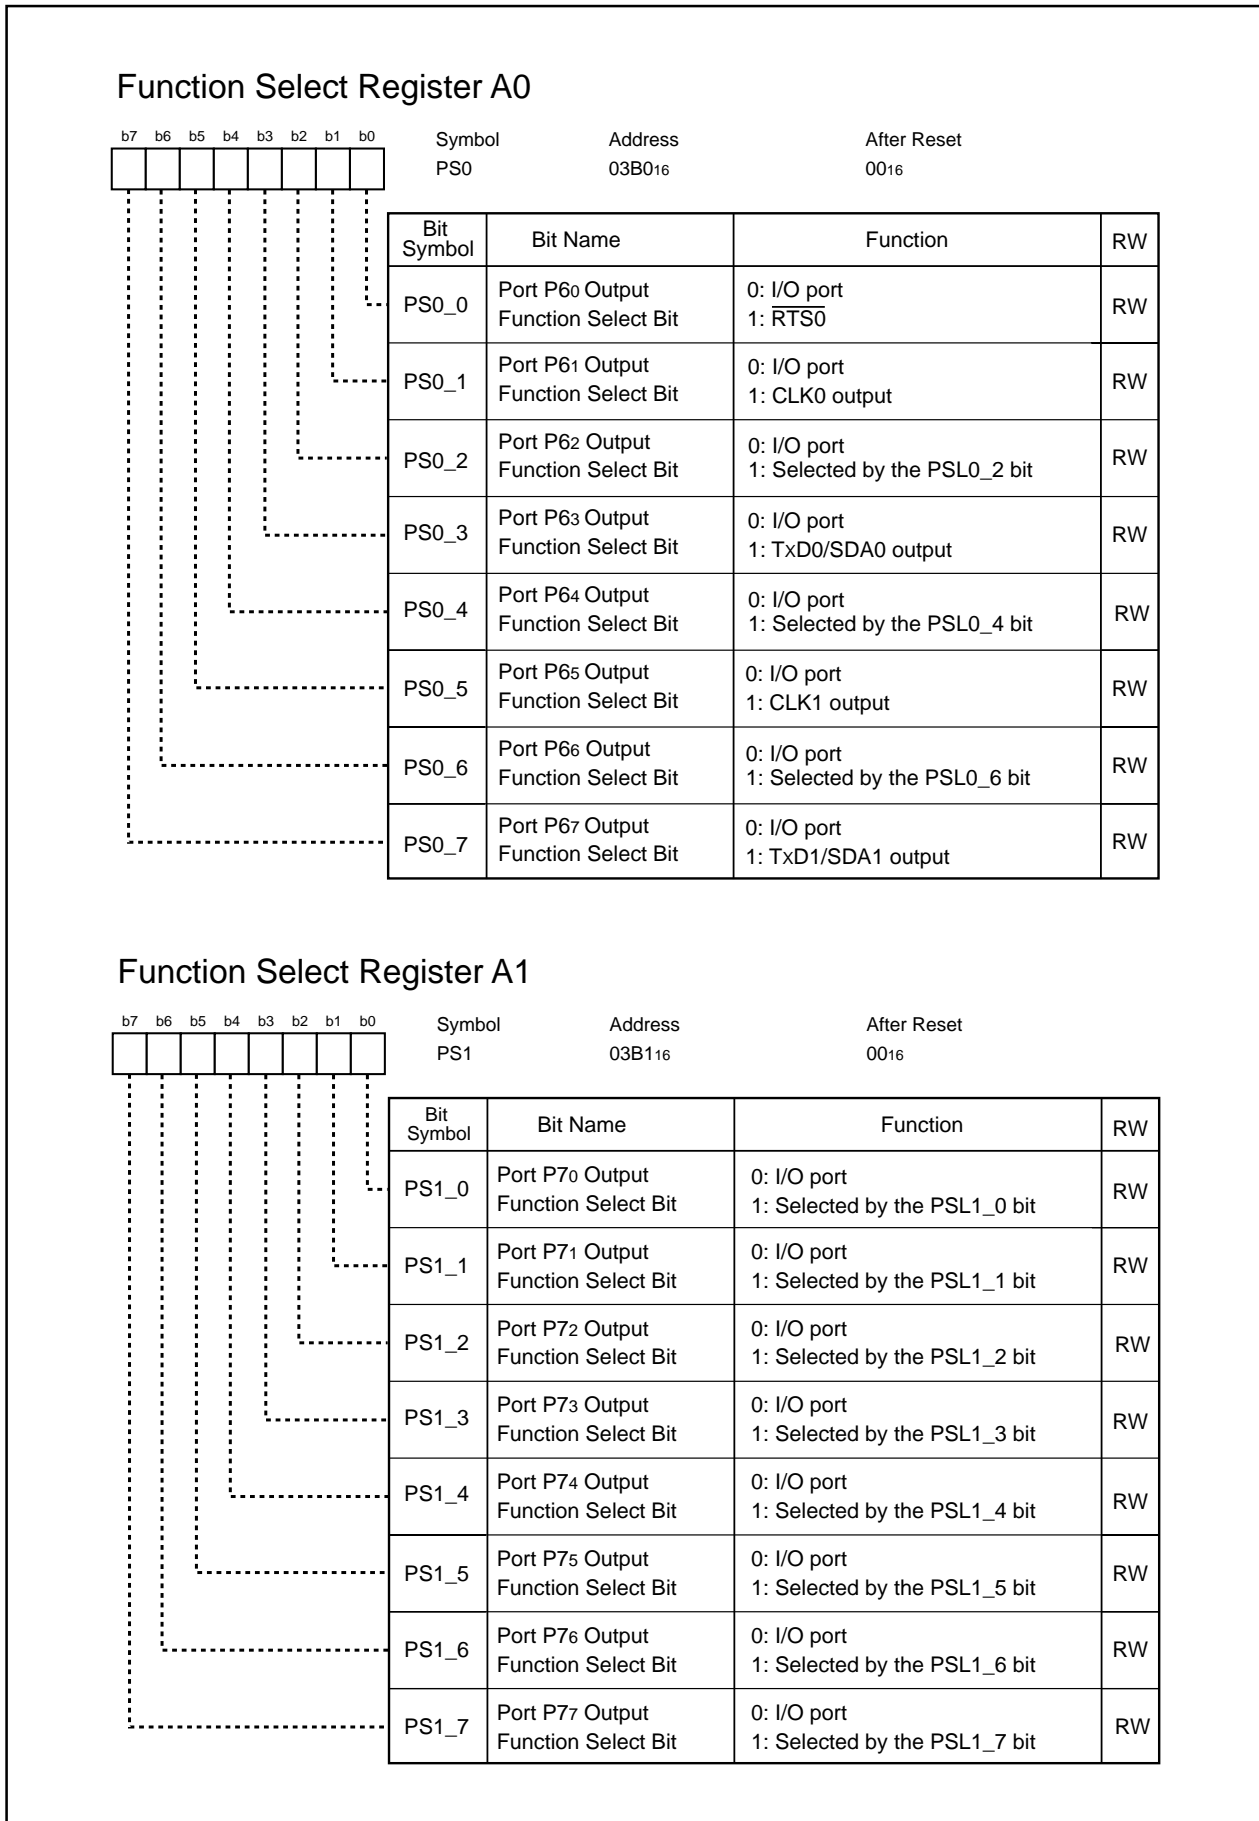 Function Select Register A0
b7 b6 b5 b4 b3 b2 b1 b0
Symbol Address After Reset
PS0 03B016 0016
Bit Symbol Bit Name Function RW
PS0_0 Port P60 Output 0: I/O port RW
Function Select Bit 1: R̅T̅S̅0̅
PS0_1 Port P61 Output 0: I/O port RW
Function Select Bit 1: CLK0 output
PS0_2 Port P62 Output 0: I/O port RW
Function Select Bit 1: Selected by the PSL0_2 bit
PS0_3 Port P63 Output 0: I/O port RW
Function Select Bit 1: TXD0/SDA0 output
PS0_4 Port P64 Output 0: I/O port RW
Function Select Bit 1: Selected by the PSL0_4 bit
PS0_5 Port P65 Output 0: I/O port RW
Function Select Bit 1: CLK1 output
PS0_6 Port P66 Output 0: I/O port RW
Function Select Bit 1: Selected by the PSL0_6 bit
PS0_7 Port P67 Output 0: I/O port RW
Function Select Bit 1: TXD1/SDA1 output
Function Select Register A1
b7 b6 b5 b4 b3 b2 b1 b0
Symbol Address After Reset
PS1 03B116 0016
Bit Symbol Bit Name Function RW
PS1_0 Port P70 Output 0: I/O port RW
Function Select Bit 1: Selected by the PSL1_0 bit
PS1_1 Port P71 Output 0: I/O port RW
Function Select Bit 1: Selected by the PSL1_1 bit
PS1_2 Port P72 Output 0: I/O port RW
Function Select Bit 1: Selected by the PSL1_2 bit
PS1_3 Port P73 Output 0: I/O port RW
Function Select Bit 1: Selected by the PSL1_3 bit
PS1_4 Port P74 Output 0: I/O port RW
Function Select Bit 1: Selected by the PSL1_4 bit
PS1_5 Port P75 Output 0: I/O port RW
Function Select Bit 1: Selected by the PSL1_5 bit
PS1_6 Port P76 Output 0: I/O port RW
Function Select Bit 1: Selected by the PSL1_6 bit
PS1_7 Port P77 Output 0: I/O port RW
Function Select Bit 1: Selected by the PSL1_7 bit